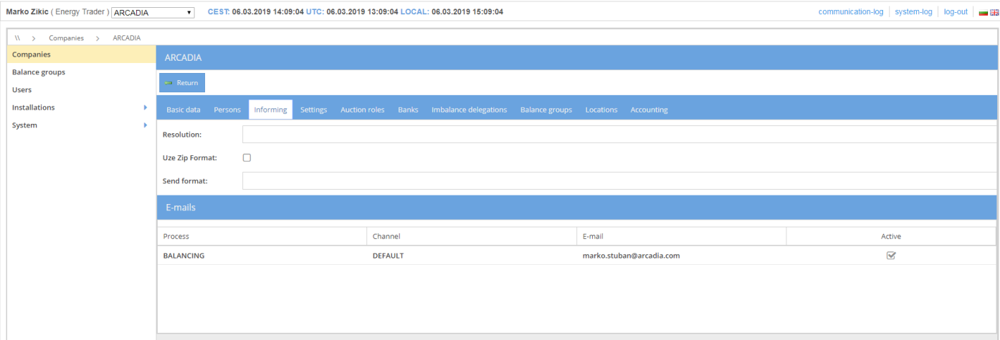 Marko Zikic ( Energy Trader ) ARCADIA CEST: 06.03.2019 14:09:04 UTC: 06.03.2019 13:09:04 LOCAL: 06.03.2019 15:09:04 communication-log system-log log-out
\\ > Companies > ARCADIA
Companies
Balance groups
Users
Installations
System
ARCADIA
Return
Basic data Persons Informing Settings Auction roles Banks Imbalance delegations Balance groups Locations Accounting
Resolution:
Uze Zip Format:
Send format:
E-mails
Process Channel E-mail Active
BALANCING DEFAULT marko.stuban@arcadia.com